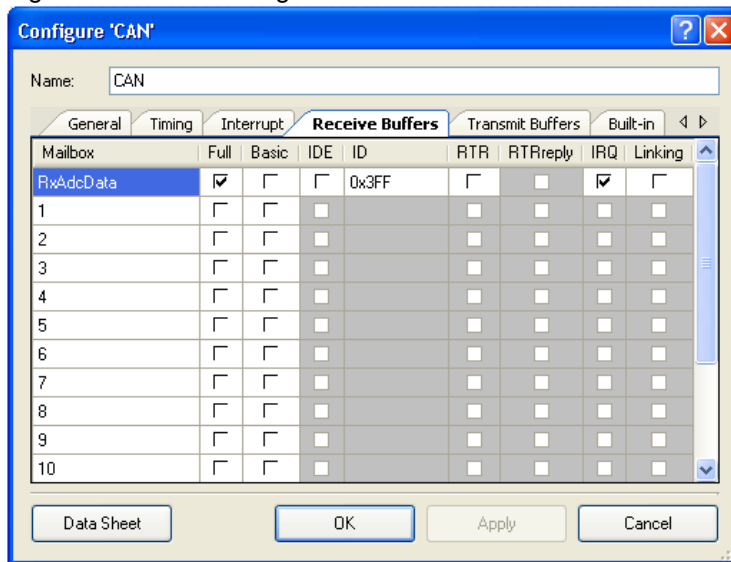 Configure 'CAN'
Name: CAN
General Timing Interrupt Receive Buffers Transmit Buffers Built-in
Mailbox Full Basic IDE ID RTR RTRreply IRQ Linking
RxAdcData 0x3FF
1
2
3
4
5
6
7
8
9
10
Data Sheet OK Apply Cancel